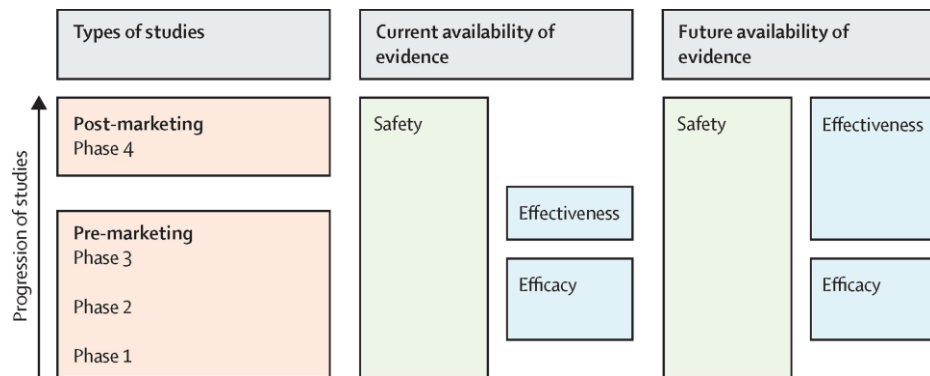 Types of studies
Current availability of
evidence
Future availability of
evidence
Progression of studies
Post-marketing
Phase 4
Pre-marketing
Phase 3
Phase 2
Phase 1
Safety
Effectiveness
Efficacy
Safety
Effectiveness
Efficacy